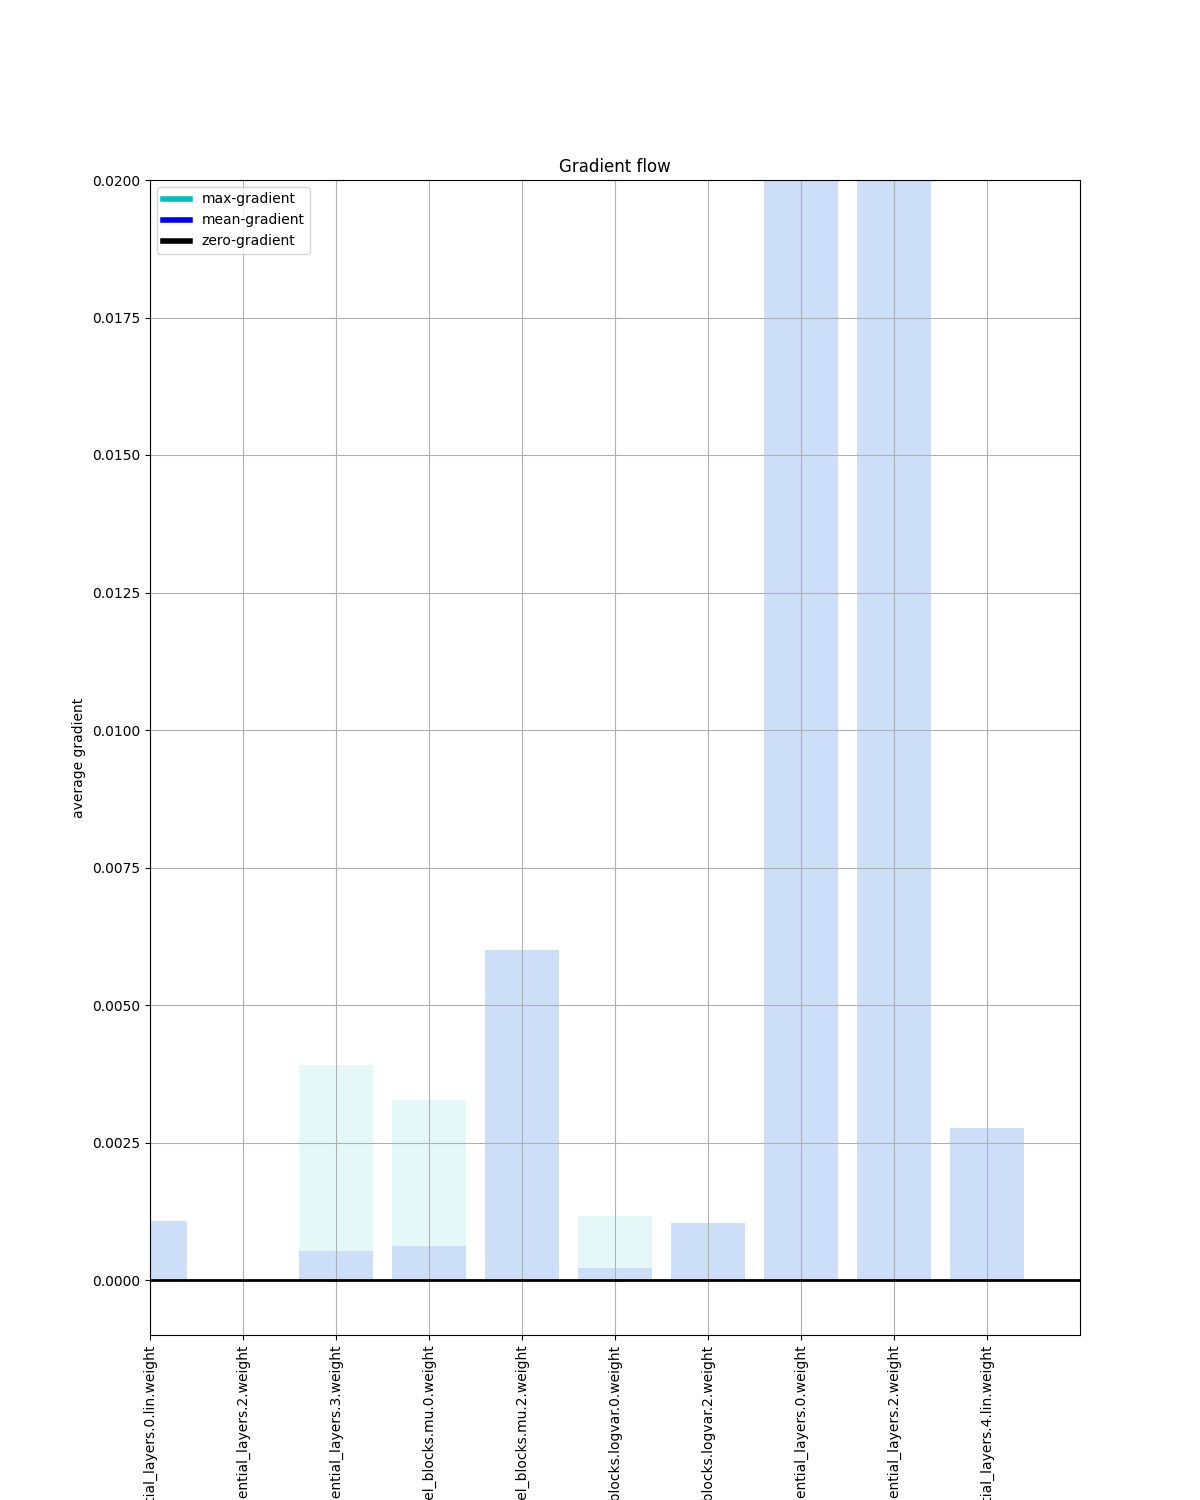 Gradient flow
max-gradient
mean-gradient
zero-gradient
average gradient
0.0200
0.0175
0.0150
0.0125
0.0100
0.0075
0.0050
0.0025
0.0000
tial_layers.0.lin.weight
ential_layers.2.weight
ential_layers.3.weight
el_blocks.mu.0.weight
el_blocks.mu.2.weight
blocks.logvar.0.weight
blocks.logvar.2.weight
ential_layers.0.weight
ential_layers.2.weight
tial_layers.4.lin.weight